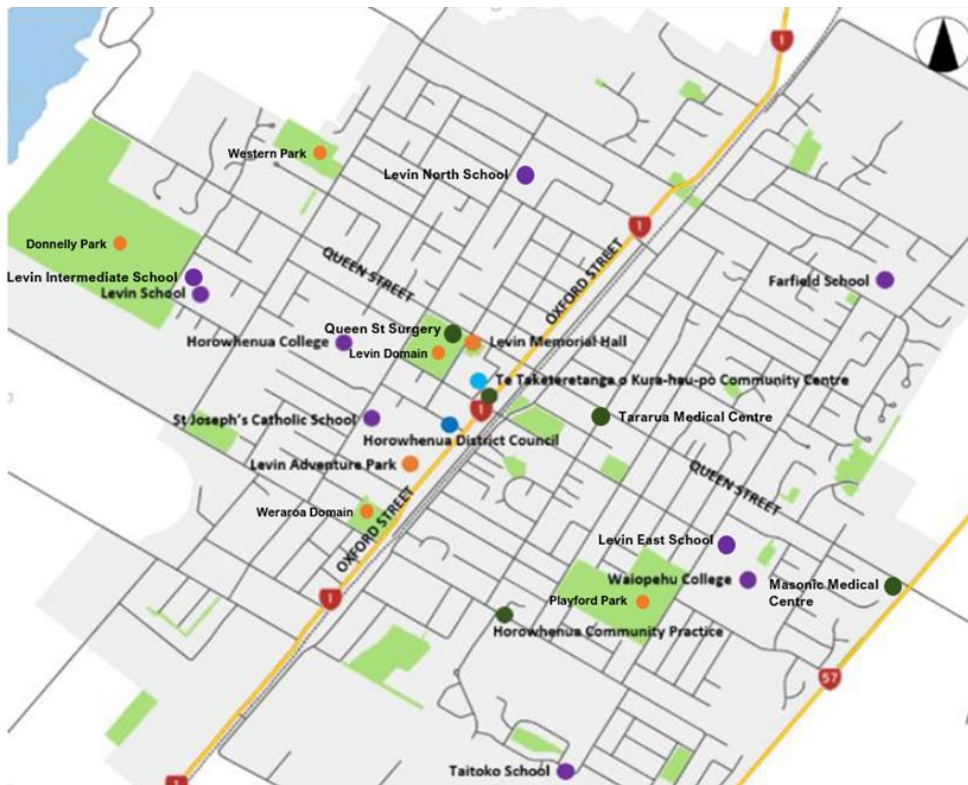 1
Western Park
Levin North School
1
Donnelly Park
QUEEN STREET
OXFORD STREET
Levin Intermediate School
Levin School
Farfield School
Queen St Surgery
Horowhenua College
Levin Memorial Hall
Levin Domain
Te Taketeretanga o Kura-hau-pō Community Centre
1
St Joseph's Catholic School
Tararua Medical Centre
Horowhenua District Council
Levin Adventure Park
QUEEN STREET
Weraroa Domain
OXFORD STREET
Levin East School
Waiopehu College
Masonic Medical
Centre
1
Playford Park
Horowhenua Community Practice
57
Taitoko School
1